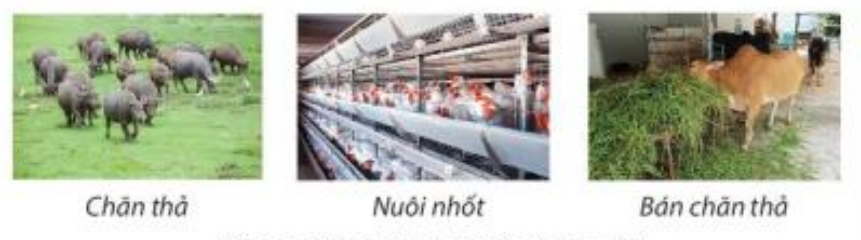 Chăn thả
Nuôi nhốt
Bán chăn thả